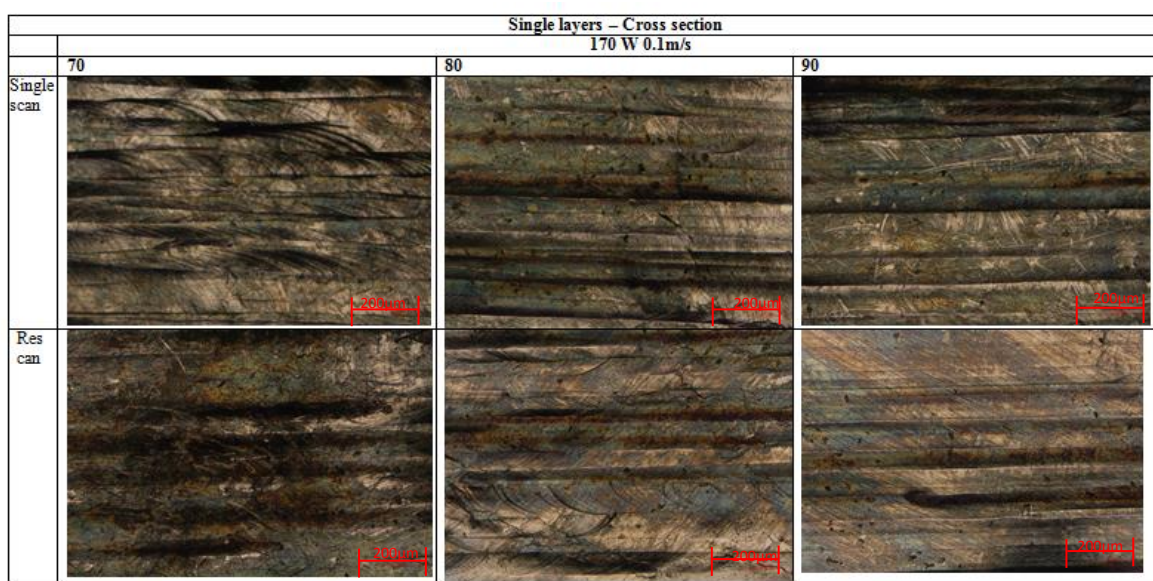 Single layers – Cross section
170 W 0.1m/s
70 80 90
Single
scan
200µm 200µm 200µm
Res
can
200µm 200µm 200µm